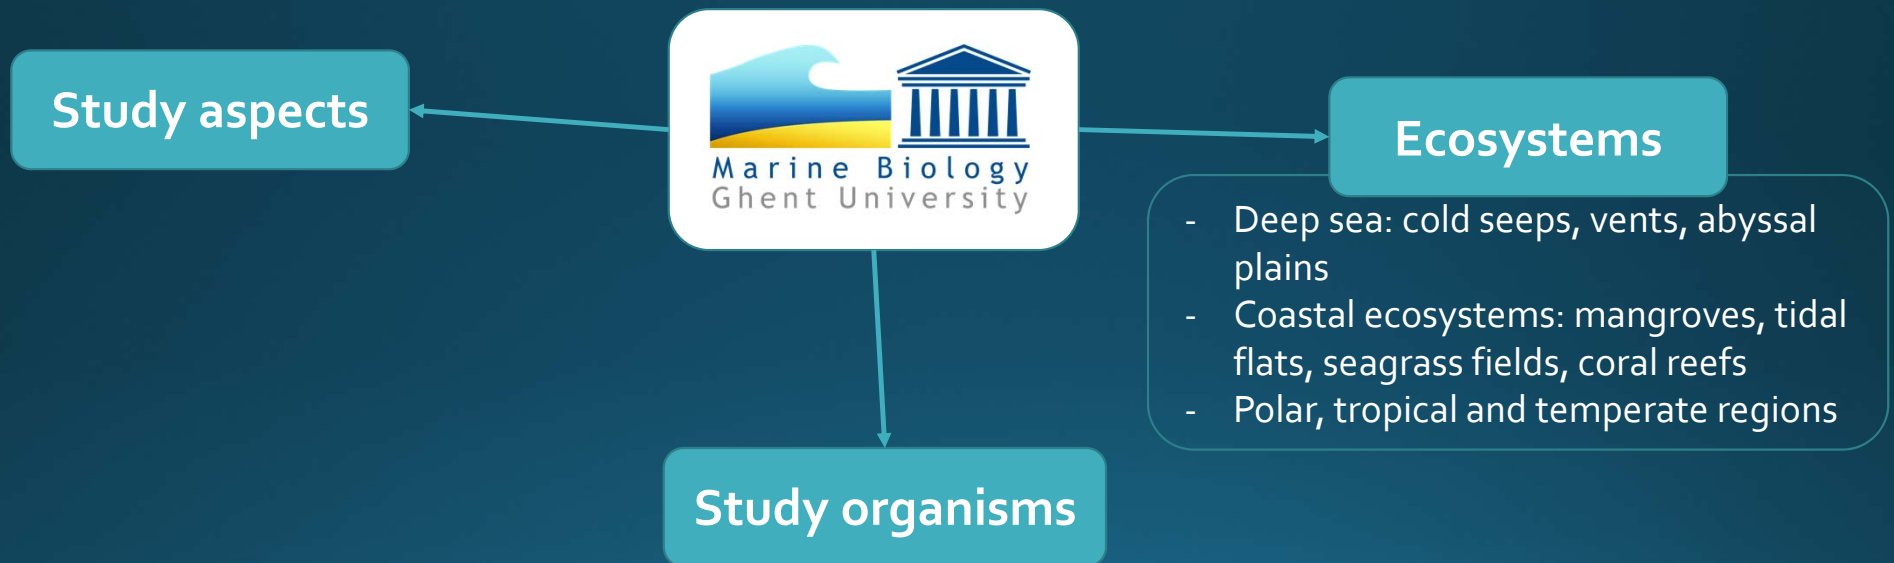 Study aspects
Marine Biology
Ghent University
Ecosystems
- Deep sea: cold seeps, vents, abyssal
plains
- Coastal ecosystems: mangroves, tidal
flats, seagrass fields, coral reefs
- Polar, tropical and temperate regions
Study organisms